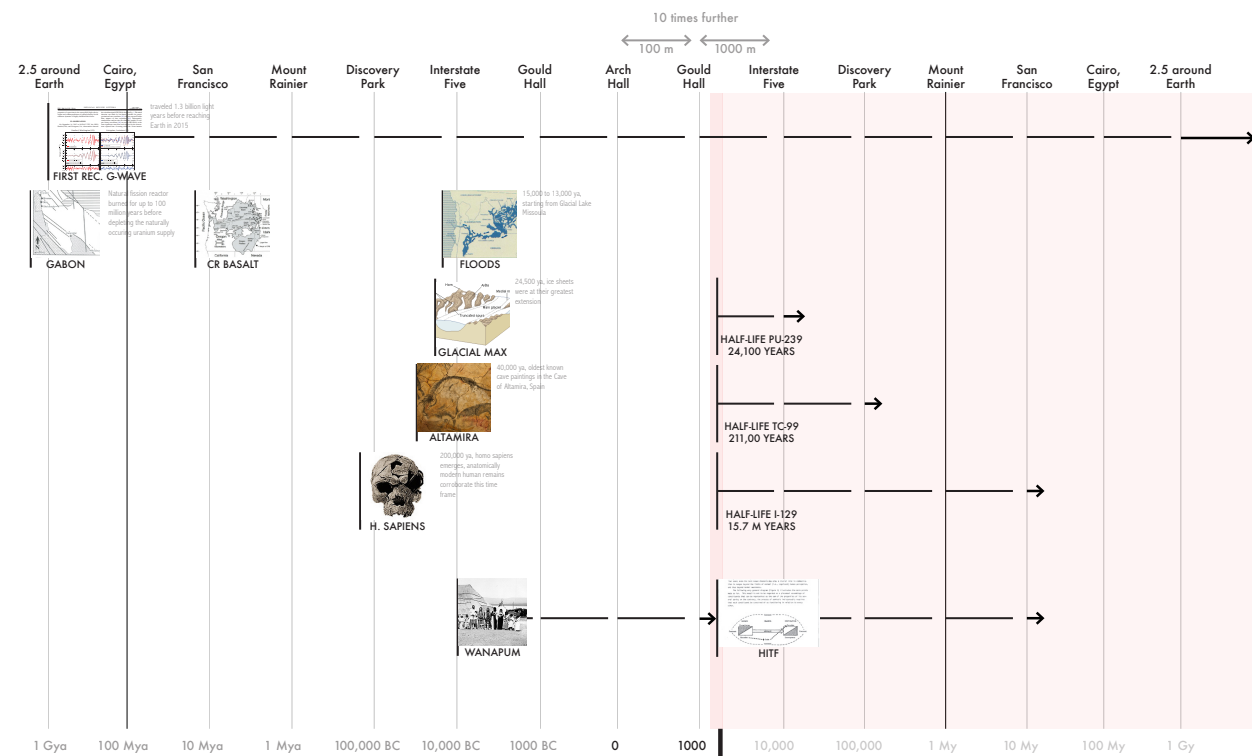 10 times further
100 m
1000 m
2.5 around
Earth
Cairo,
Egypt
San
Francisco
Mount
Rainier
Discovery
Park
Interstate
Five
Gould
Hall
Arch
Hall
Gould
Hall
Interstate
Five
Discovery
Park
Mount
Rainier
San
Francisco
Cairo,
Egypt
2.5 around
Earth
traveled 1.3 billion light
years before reaching
Earth in 2015
FIRST REC. G-WAVE
Natural fission reactor
burned for up to 100
million years before
depleting the naturally
occuring uranium supply
GABON
CR BASALT
15,000 to 13,000 ya,
starting from Glacial Lake
Missoula
FLOODS
24,500 ya, ice sheets
were at their greatest
extension
GLACIAL MAX
HALF-LIFE PU-239
24,100 YEARS
40,000 ya, oldest known
cave paintings in the Cave
of Altamira, Spain
ALTAMIRA
HALF-LIFE TC-99
211,00 YEARS
200,000 ya, homo sapiens
emerges, anatomically
modern human remains
corroborate this time
frame
H. SAPIENS
HALF-LIFE I-129
15.7 M YEARS
WANAPUM
HITF
1 Gya
100 Mya
10 Mya
1 Mya
100,000 BC
10,000 BC
1000 BC
0
1000
10,000
100,000
1 My
10 My
100 My
1 Gy